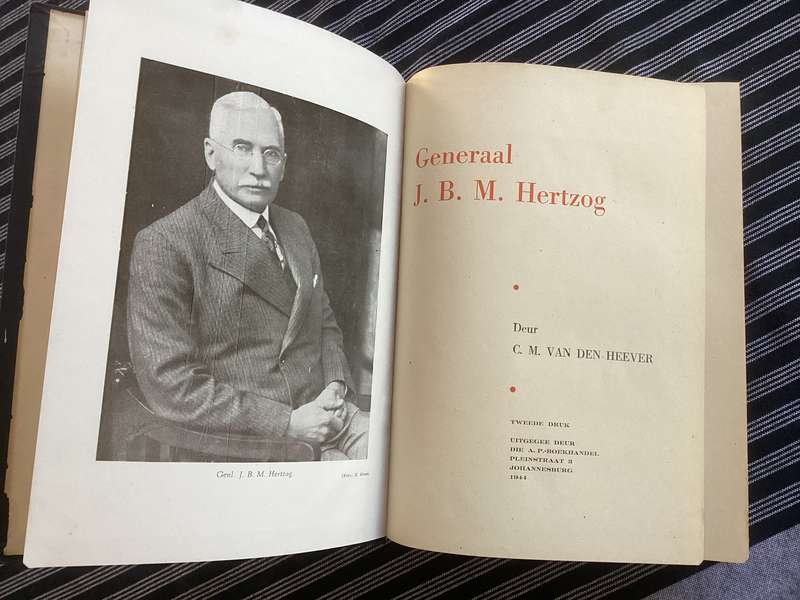 Genl. J. B. M. Hertzog
Generaal
J. B. M. Hertzog
Deur
C. M. VAN DEN HEEVER
TWEEDE DRUK
UITGEGEE DEUR
DIE A. P.-BOEKHANDEL
PLEINSTRAAT 3
JOHANNESBURG
1944